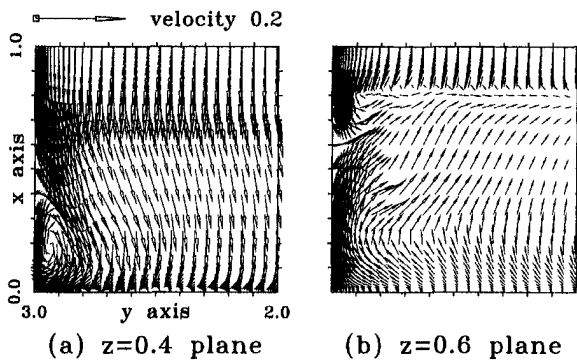 velocity 0.2
1.0
x axis
0.0
3.0 y axis 2.0
(a) z=0.4 plane
(b) z=0.6 plane